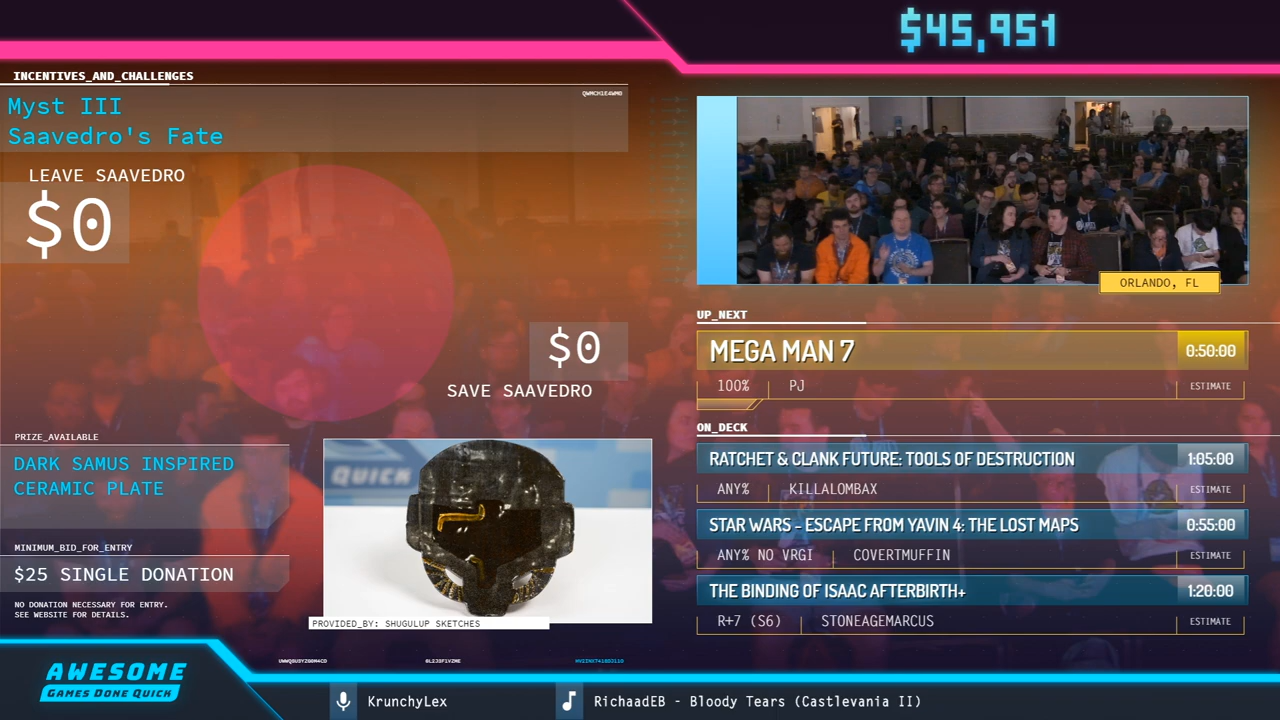 $45,951
INCENTIVES_AND_CHALLENGES
Myst III
Saavedro's Fate
LEAVE SAAVEDRO
$0
$0
SAVE SAAVEDRO
PRIZE_AVAILABLE
DARK SAMUS INSPIRED
CERAMIC PLATE
MINIMUM_BID_FOR_ENTRY
$25 SINGLE DONATION
NO DONATION NECESSARY FOR ENTRY.
SEE WEBSITE FOR DETAILS.
QUICK
PROVIDED_BY: SHUGULUP SKETCHES
ORLANDO, FL
UP_NEXT
MEGA MAN 7 0:50:00
100% PJ ESTIMATE
ON_DECK
RATCHET & CLANK FUTURE: TOOLS OF DESTRUCTION 1:05:00
ANY% KILLALOMBAX ESTIMATE
STAR WARS - ESCAPE FROM YAVIN 4: THE LOST MAPS 0:55:00
ANY% NO VRGI COVERTMUFFIN ESTIMATE
THE BINDING OF ISAAC AFTERBIRTH+ 1:20:00
R+7 (S6) STONEAGEMARCUS ESTIMATE
AWESOME
GAMES DONE QUICK
KrunchyLex
RichaadEB - Bloody Tears (Castlevania II)